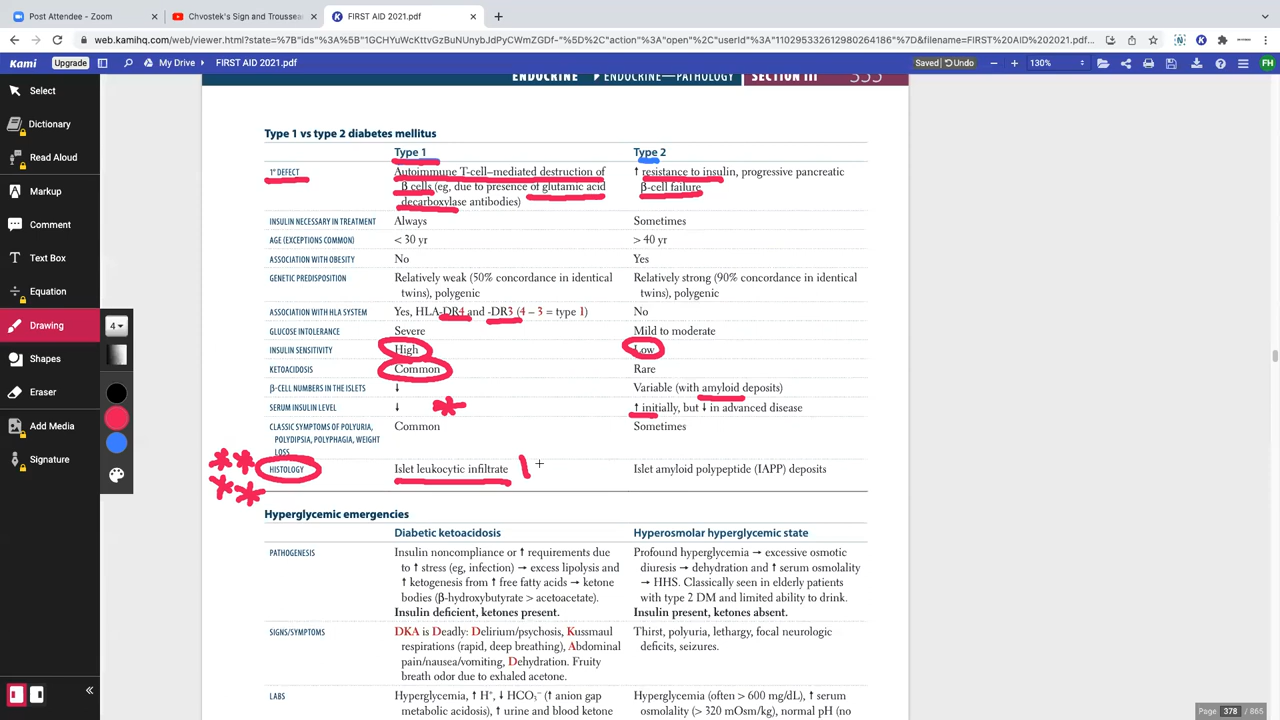 Post Attendee - Zoom
Chvostek's Sign and Troussea
FIRST AID 2021.pdf
web.kamihq.com/web/viewer.html?state=%7B"ids"%3A%5B"1GCHYuWcKttvGzBuNUnybJdPyCWmZGDf-"%5D%2C"action"%3A"open"%2C"userId"%3A"110295332612980264186"%7D&filename=FIRST%20AID%202021.pdf...
Kami
Upgrade
My Drive
FIRST AID 2021.pdf
Saved
Undo
130%
FH
Select
Dictionary
Read Aloud
Markup
Comment
Text Box
Equation
Drawing
Shapes
Eraser
Add Media
Signature
4
ENDOCRINE ▶ ENDOCRINE—PATHOLOGY SECTION III 355
Type 1 vs type 2 diabetes mellitus
Type 1 Type 2
1° DEFECT Autoimmune T-cell–mediated destruction of ↑ resistance to insulin, progressive pancreatic
β cells (eg, due to presence of glutamic acid β-cell failure
decarboxylase antibodies)
INSULIN NECESSARY IN TREATMENT Always Sometimes
AGE (EXCEPTIONS COMMON) < 30 yr > 40 yr
ASSOCIATION WITH OBESITY No Yes
GENETIC PREDISPOSITION Relatively weak (50% concordance in identical Relatively strong (90% concordance in identical
twins), polygenic twins), polygenic
ASSOCIATION WITH HLA SYSTEM Yes, HLA-DR4 and -DR3 (4 – 3 = type 1) No
GLUCOSE INTOLERANCE Severe Mild to moderate
INSULIN SENSITIVITY High Low
KETOACIDOSIS Common Rare
β-CELL NUMBERS IN THE ISLETS ↓ Variable (with amyloid deposits)
SERUM INSULIN LEVEL ↓ ↑ initially, but ↓ in advanced disease
CLASSIC SYMPTOMS OF POLYURIA, Common Sometimes
POLYDIPSIA, POLYPHAGIA, WEIGHT
LOSS
HISTOLOGY Islet leukocytic infiltrate Islet amyloid polypeptide (IAPP) deposits
Hyperglycemic emergencies
Diabetic ketoacidosis Hyperosmolar hyperglycemic state
PATHOGENESIS Insulin noncompliance or ↑ requirements due Profound hyperglycemia → excessive osmotic
to ↑ stress (eg, infection) → excess lipolysis and diuresis → dehydration and ↑ serum osmolality
↑ ketogenesis from ↑ free fatty acids → ketone → HHS. Classically seen in elderly patients
bodies (β-hydroxybutyrate > acetoacetate). with type 2 DM and limited ability to drink.
Insulin deficient, ketones present. Insulin present, ketones absent.
SIGNS/SYMPTOMS DKA is Deadly: Delirium/psychosis, Kussmaul Thirst, polyuria, lethargy, focal neurologic
respirations (rapid, deep breathing), Abdominal deficits, seizures.
pain/nausea/vomiting, Dehydration. Fruity
breath odor due to exhaled acetone.
LABS Hyperglycemia, ↑ H⁺, ↓ HCO₃⁻ (↑ anion gap Hyperglycemia (often > 600 mg/dL), ↑ serum
metabolic acidosis), ↑ urine and blood ketone osmolality (> 320 mOsm/kg), normal pH (no
Page 378 / 865